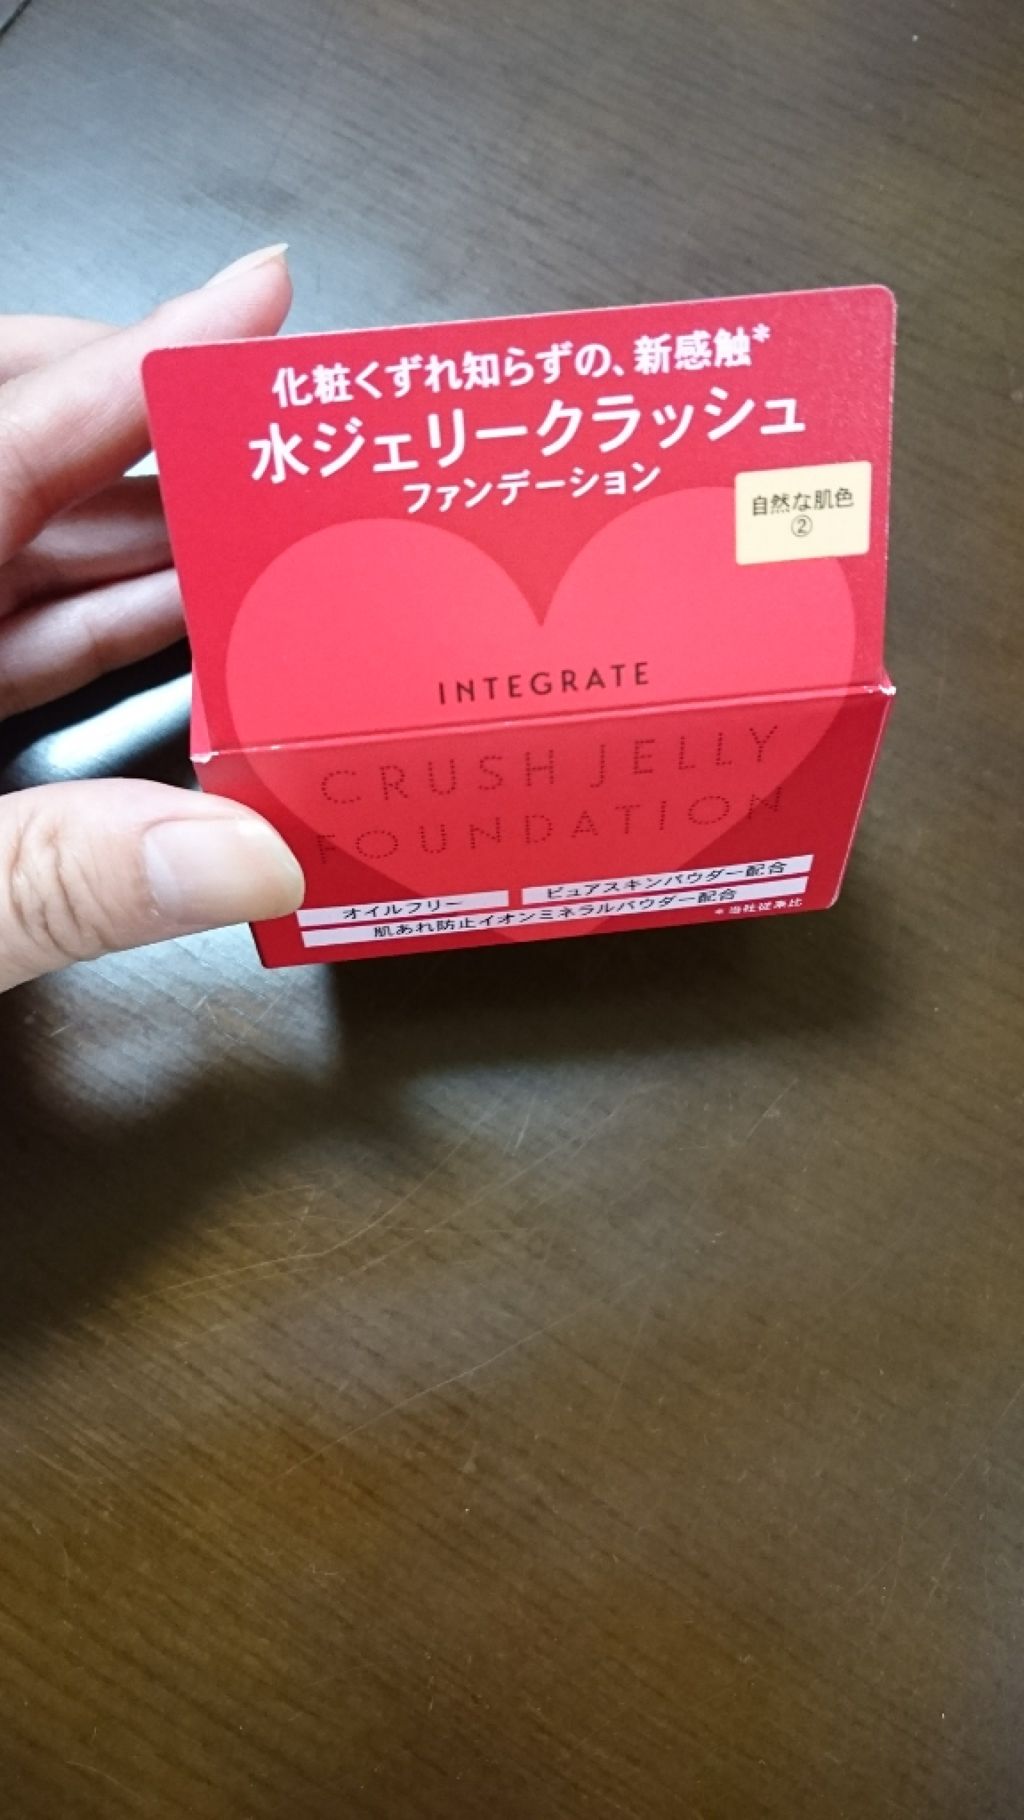 化粧くずれ知らずの、新感触*
水ジェリークラッシュ
ファンデーション
自然な肌色
②
INTEGRATE
CRUSH JELLY
FOUNDATION
オイルフリー
ピュアスキンパウダー配合
肌あれ防止イオンミネラルパウダー配合
*当社従来比